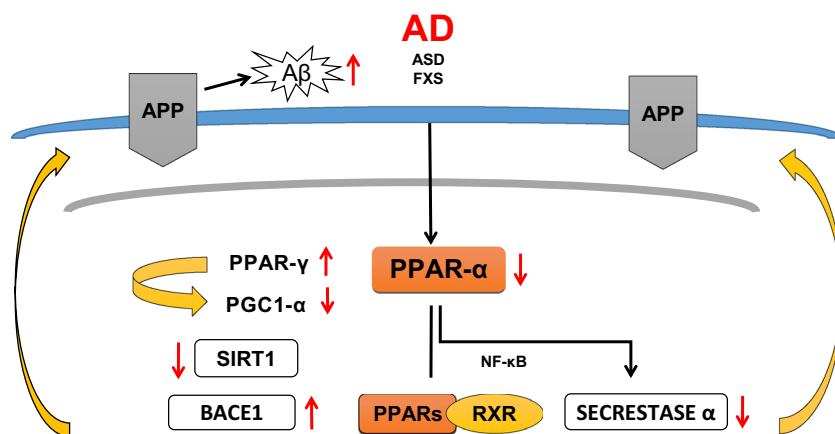 AD
ASD
FXS
Aβ
APP
APP
PPAR-γ
PPAR-α
PGC1-α
SIRT1
NF-κB
BACE1
PPARs
RXR
SECRESTASE α